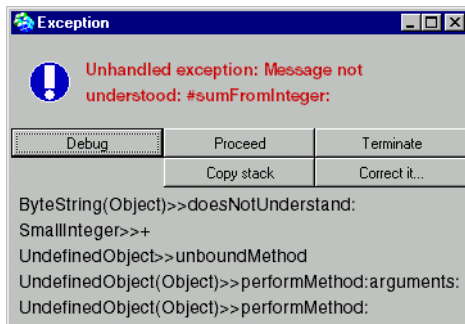 Exception
Unhandled exception: Message not
understood: #sumFromInteger:
Debug Proceed Terminate
Copy stack Correct it...
ByteString(Object)>>doesNotUnderstand:
SmallInteger>>+
UndefinedObject>>unboundMethod
UndefinedObject(Object)>>performMethod:arguments:
UndefinedObject(Object)>>performMethod: